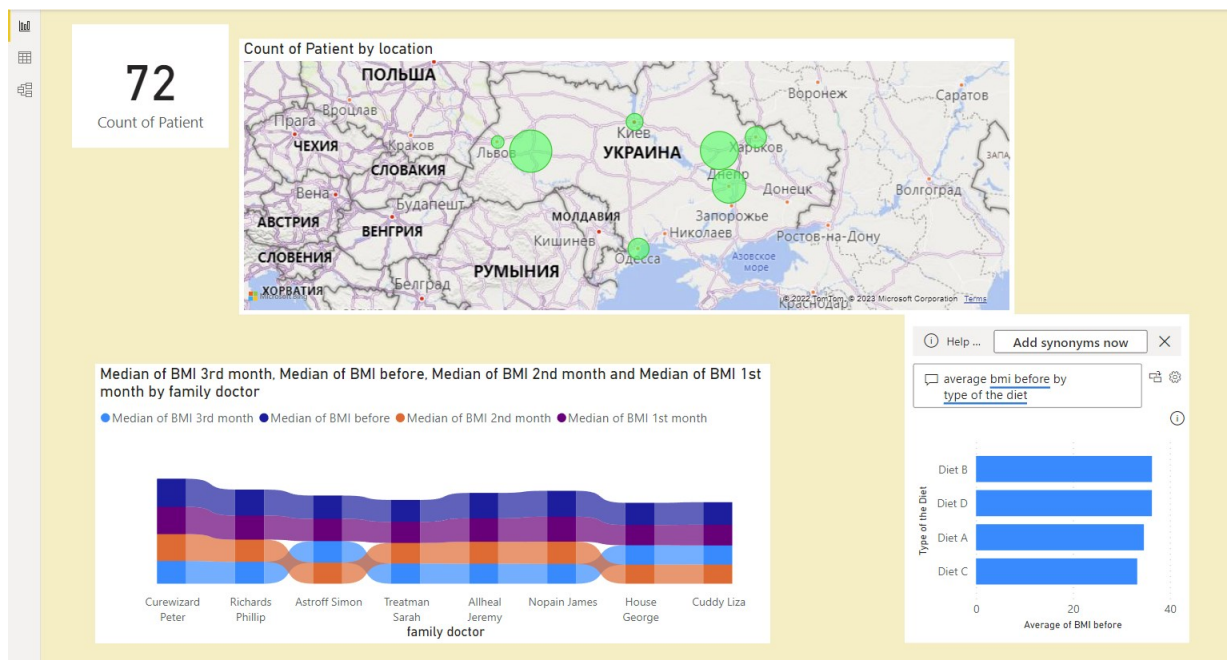 72
Count of Patient
Count of Patient by location
ПОЛЬША
Воронеж
Саратов
Вроцлав
Прага
Киев
ЧЕХИЯ
Краков
Львов
УКРАИНА
Харьков
ЗАПА
СЛОВАКИЯ
Днепр
Донецк
Волгоград
Вена
Будапешт
МОЛДАВИЯ
Запорожье
АВСТРИЯ
ВЕНГРИЯ
Кишинев
Николаев
Ростов-на-Дону
СЛОВЕНИЯ
Одесса
Азовское
море
РУМЫНИЯ
Белград
ХОРВАТИЯ
Microsoft Bing
Краснодар
© 2022 TomTom, © 2023 Microsoft Corporation Terms
Help ...
Add synonyms now
average bmi before by
type of the diet
Median of BMI 3rd month, Median of BMI before, Median of BMI 2nd month and Median of BMI 1st
month by family doctor
Median of BMI 3rd month Median of BMI before Median of BMI 2nd month Median of BMI 1st month
Curewizard
Peter
Richards
Phillip
Astroff Simon
Treatman
Sarah
Allheal
Jeremy
Nopain James
House
George
Cuddy Liza
family doctor
Type of the Diet
Diet B
Diet D
Diet A
Diet C
0 20 40
Average of BMI before